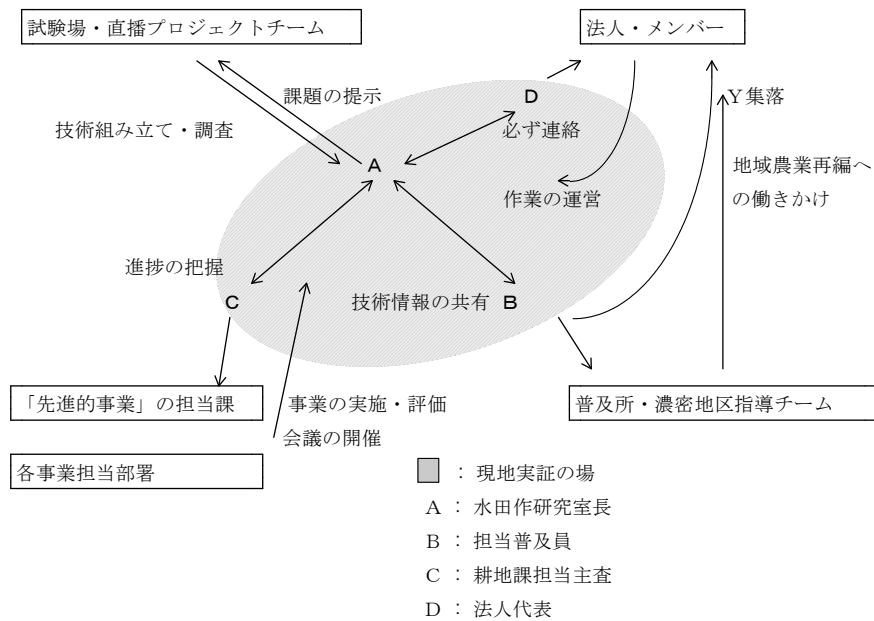 試験場・直播プロジェクトチーム
法人・メンバー
課題の提示
D
Y集落
技術組み立て・調査
必ず連絡
A
地域農業再編へ
の働きかけ
作業の運営
進捗の把握
C
技術情報の共有
B
「先進的事業」の担当課
事業の実施・評価
会議の開催
普及所・濃密地区指導チーム
各事業担当部署
：現地実証の場
A：水田作研究室長
B：担当普及員
C：耕地課担当主査
D：法人代表